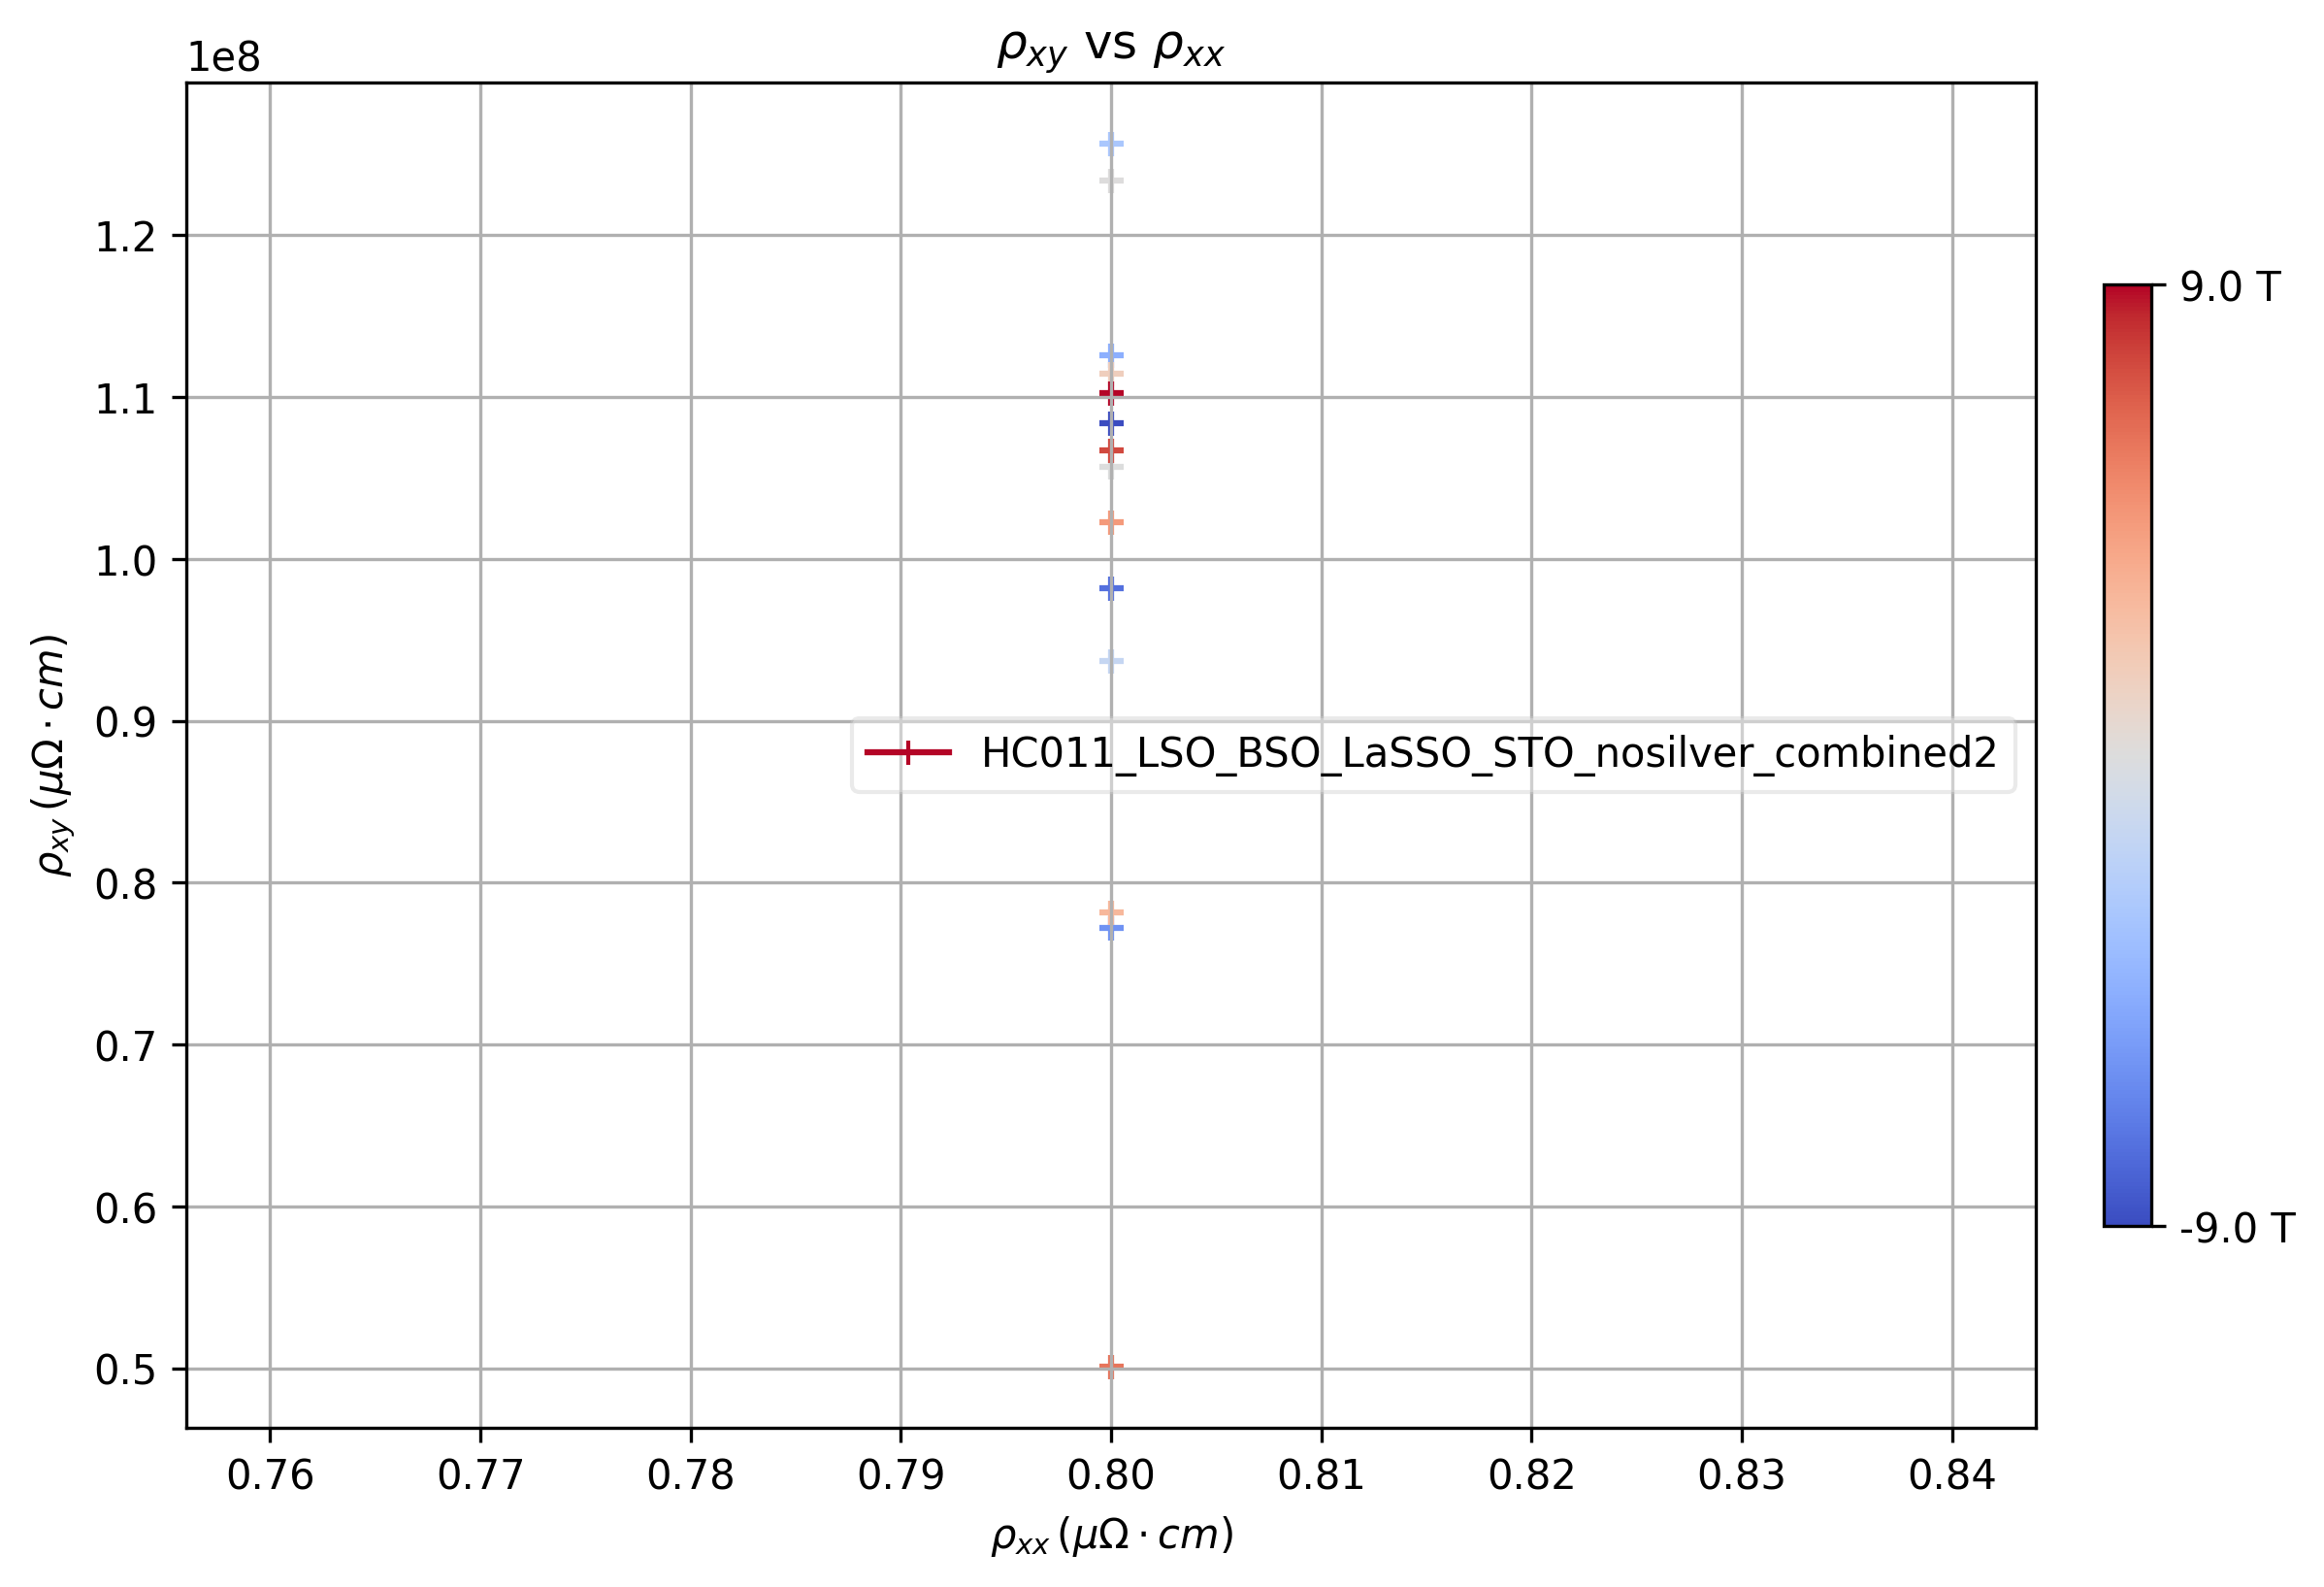 ρxy vs ρxx
1e8
1.2
1.1
1.0
0.9
0.8
0.7
0.6
0.5
ρxy (μΩ · cm)
HC011_LSO_BSO_LaSSO_STO_nosilver_combined2
9.0 T
-9.0 T
0.76 0.77 0.78 0.79 0.80 0.81 0.82 0.83 0.84
ρxx (μΩ · cm)